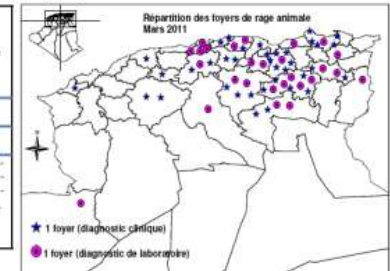 Répartition des foyers de rage animale
Mars 2011
1 foyer (diagnostic clinique)
1 foyer (diagnostic de laboratoire)